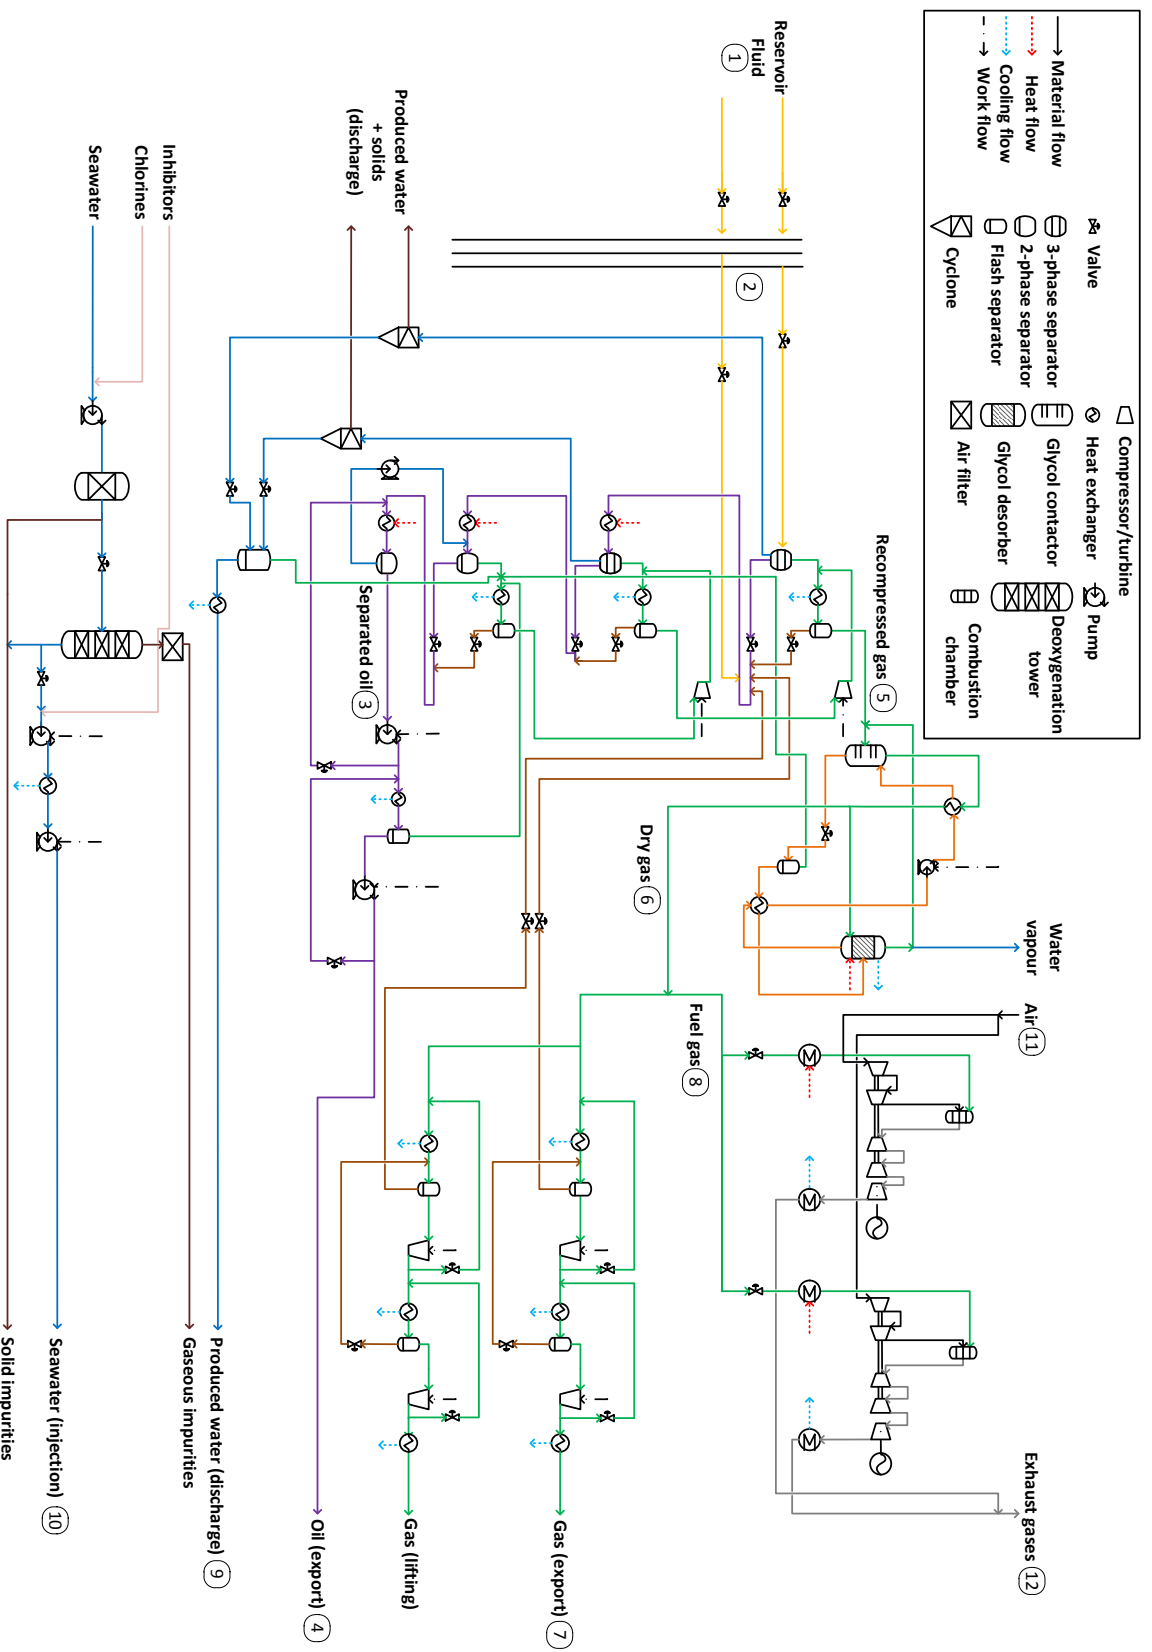 Material flow
Heat flow
Cooling flow
Work flow
Valve
3-phase separator
2-phase separator
Flash separator
Cyclone
Compressor/turbine
Heat exchanger
Glycol contactor
Glycol desorber
Air filter
Pump
Deoxygenation
tower
Combustion
chamber
Reservoir
Fluid
1
2
Produced water
+ solids
(discharge)
Inhibitors
Chlorines
Seawater
Recompressed gas 5
Separated oil 3
Dry gas 6
Water
vapour
Air 11
Fuel gas 8
Exhaust gases 12
Gas (export) 7
Gas (lifting)
Oil (export) 4
Produced water (discharge) 9
Gaseous impurities
Seawater (injection) 10
Solid impurities